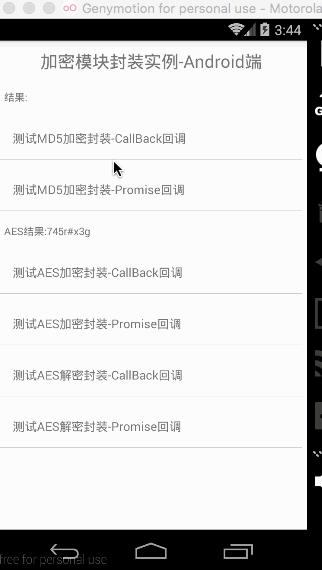 Genymotion for personal use - Motorola
3:44
加密模块封装实例-Android端
结果:
测试MD5加密封装-CallBack回调
测试MD5加密封装-Promise回调
AES结果:745r#x3g
测试AES加密封装-CallBack回调
测试AES加密封装-Promise回调
测试AES解密封装-CallBack回调
测试AES解密封装-Promise回调
free for personal use